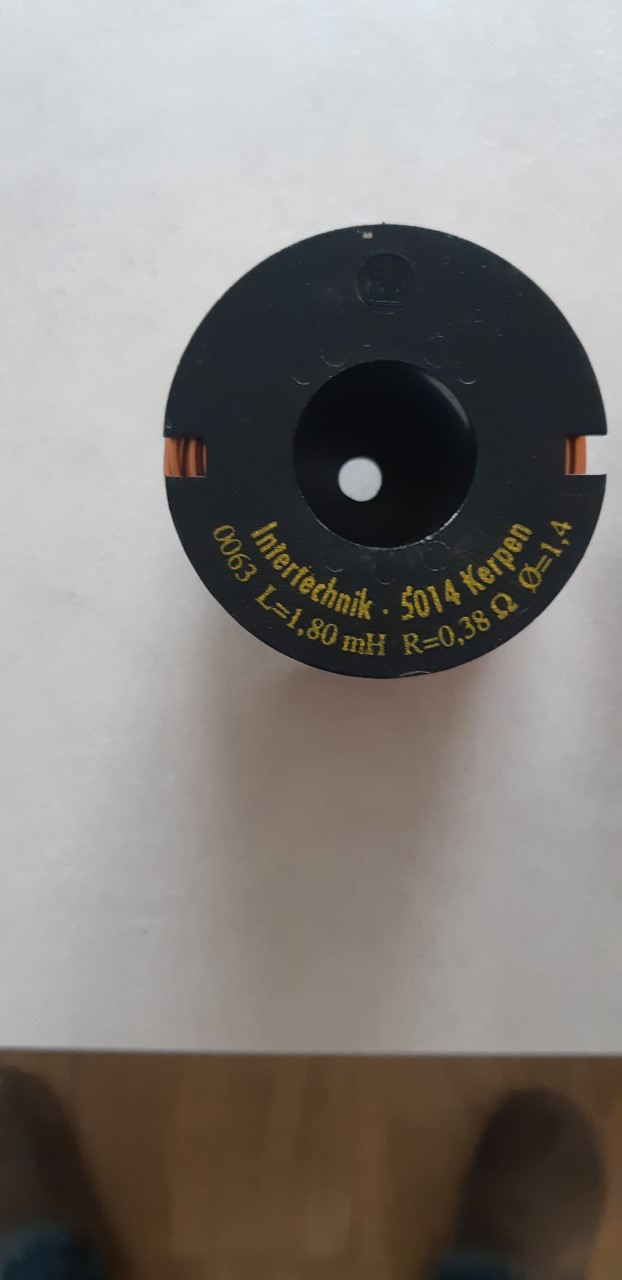 Intertechnik · 5014 Kerpen
0063 L=1,80 mH R=0,38 Ω Ø=1,4